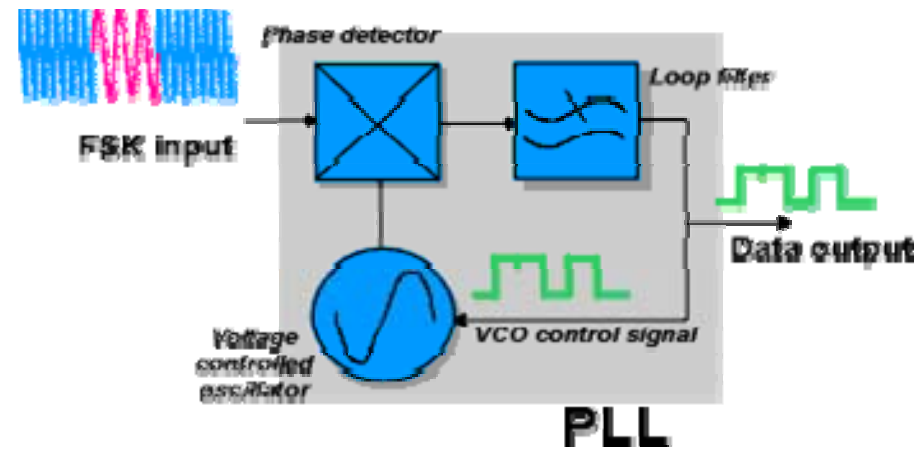 Phase detector
Loop filter
FSK input
Data output
VCO control signal
Voltage
controlled
oscillator
PLL